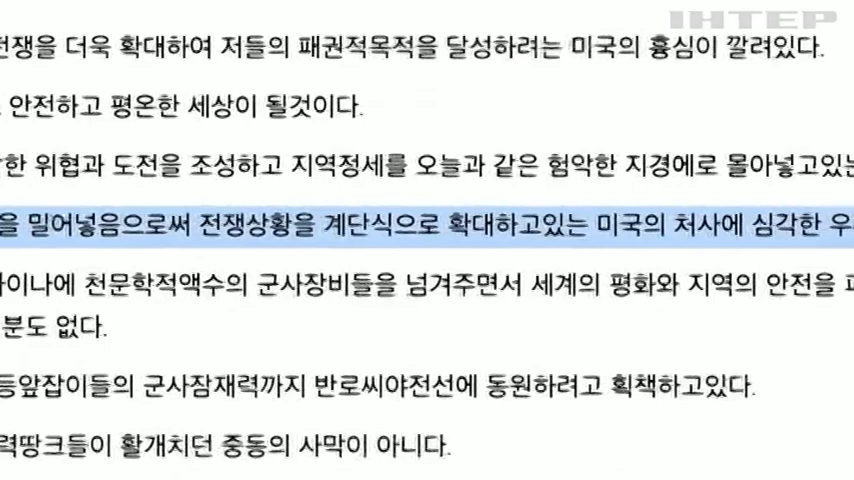 ІНТЕР
전쟁을 더욱 확대하여 저들의 패권적목적을 달성하려는 미국의 흉심이 깔려있다.
안전하고 평온한 세상이 될것이다.
한 위협과 도전을 조성하고 지역정세를 오늘과 같은 험악한 지경에로 몰아넣고있는
을 밀어넣음으로써 전쟁상황을 계단식으로 확대하고있는 미국의 처사에 심각한 우
이나에 천문학적액수의 군사장비들을 넘겨주면서 세계의 평화와 지역의 안전을 파
분도 없다.
등앞잡이들의 군사잠재력까지 반로씨야전선에 동원하려고 획책하고있다.
력땅크들이 활개치던 중동의 사막이 아니다.